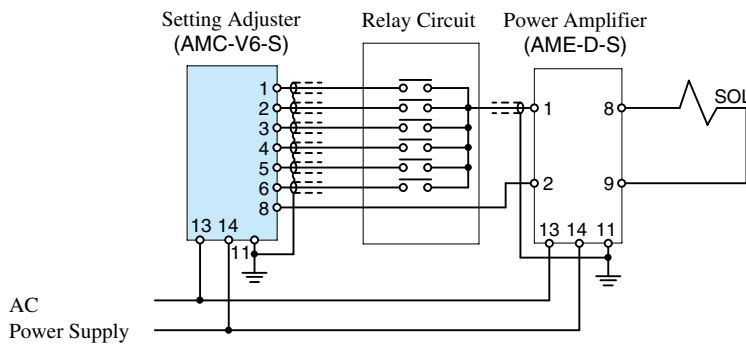 Setting Adjuster
(AMC-V6-S)
Relay Circuit
Power Amplifier
(AME-D-S)
1
2
3
4
5
6
8
13 14
11
1
2
8
9
13 14 11
SOL
AC
Power Supply